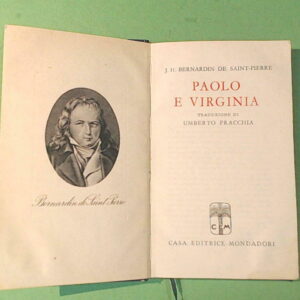 Bernardin de Saint Pierre
J. H. BERNARDIN DE SAINT-PIERRE
PAOLO
E VIRGINIA
TRADUZIONE DI
UMBERTO FRACCHIA
C M
CASA EDITRICE MONDADORI